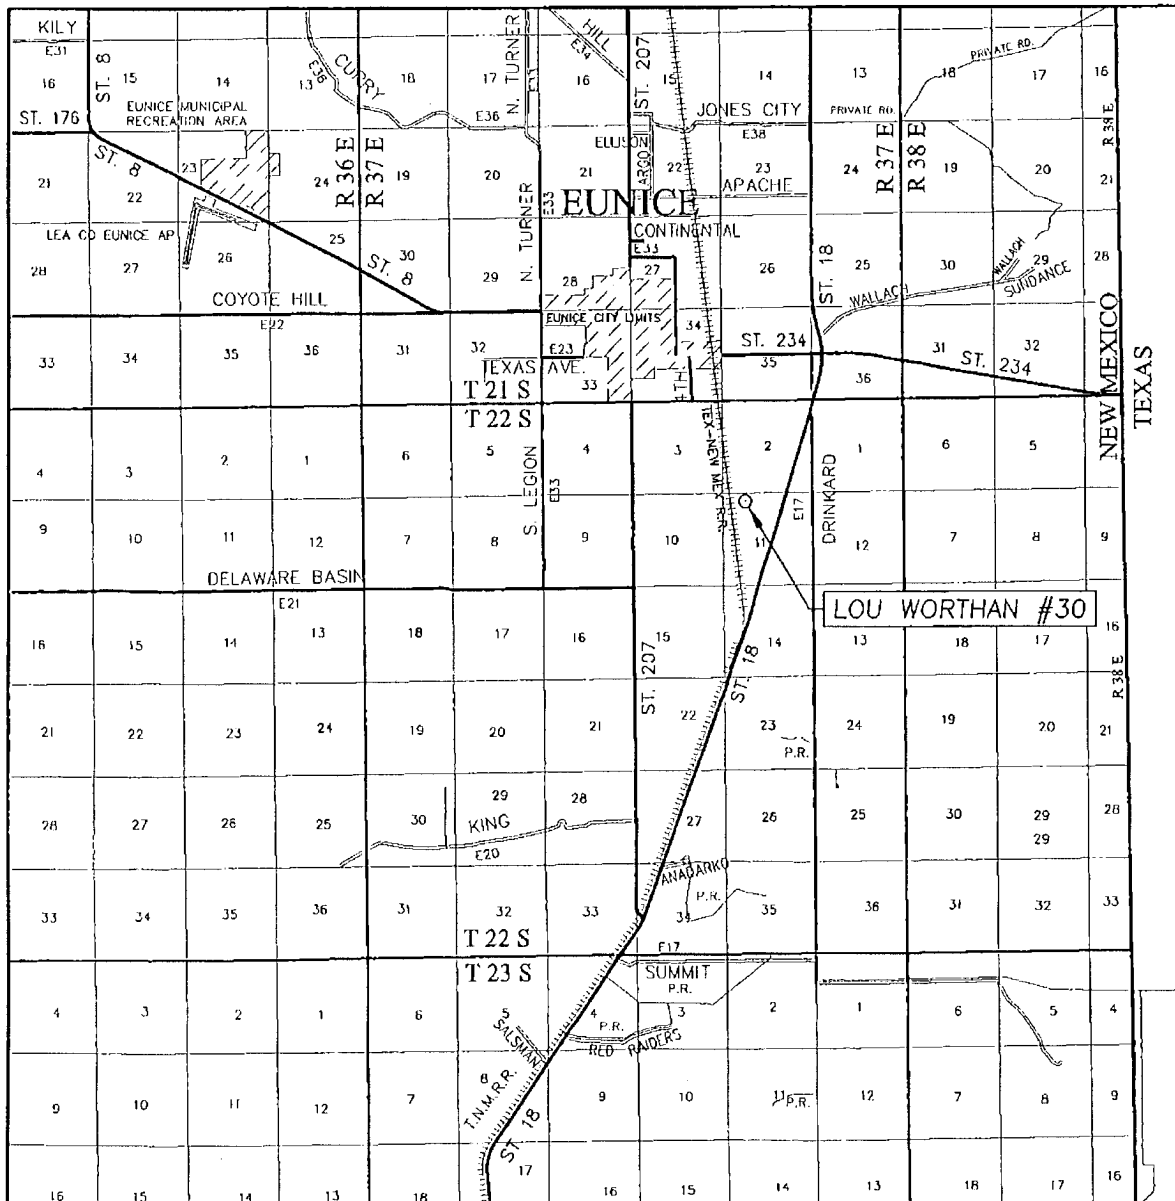 KILY
E31
ST. 8
E36
CURRY
N. TURNER
E33
HILL
E34
ST. 207
PRIVATE RD.
16 15 14 13 18 17 16 15 14 13 18 17 16
ST. 176
EUNICE MUNICIPAL
RECREATION AREA
E36
JONES CITY
E38
PRIVATE RD.
R 38 E
ST. 8
R 36 E
R 37 E
ELLISON
ARGO
R 37 E
R 38 E
21 22 23 24 19 20 21 22 23 24 19 20 21
APACHE
EUNICE
N. TURNER
E33
LEA CO EUNICE AP
CONTINENTAL
E33
ST. 18
WALLACH
WALLACH
SUNDANCE
28 27 26 25 30 29 28 27 26 25 30 29 28
ST. 8
COYOTE HILL
E22
EUNICE CITY LIMITS
E23
TEXAS AVE.
ST. 234
ST. 234
33 34 35 36 31 32 33 34 35 36 31 32
4TH
NEW MEXICO
TEXAS
T 21 S
T 22 S
TEX-NEW MEX R.R.
4 3 2 1 6 5 4 3 2 1 6 5 4
S. LEGION
E33
E17
DRINKARD
9 10 11 12 7 8 9 10 11 12 7 8 9
DELAWARE BASIN
E21
LOU WORTHAN #30
16 15 14 13 18 17 16 15 14 13 18 17 16
ST. 207
ST. 18
R 38 E
21 22 23 24 19 20 21 22 23 24 19 20 21
P.R.
28 27 26 25 30 29 28 27 26 25 30 29 28
29
KING
E20
ANADARKO
P.R.
33 34 35 36 31 32 33 34 35 36 31 32 33
T 22 S
T 23 S
E17
SUMMIT
P.R.
4 3 2 1 6 5 4 3 2 1 6 5 4
SALSMAN
P.R.
RED RAIDERS
T.N.M.R.R.
9 10 11 12 7 8 9 10 11 12 7 8 9
P.R.
ST 18
16 15 14 13 18 17 16 15 14 13 18 17 16